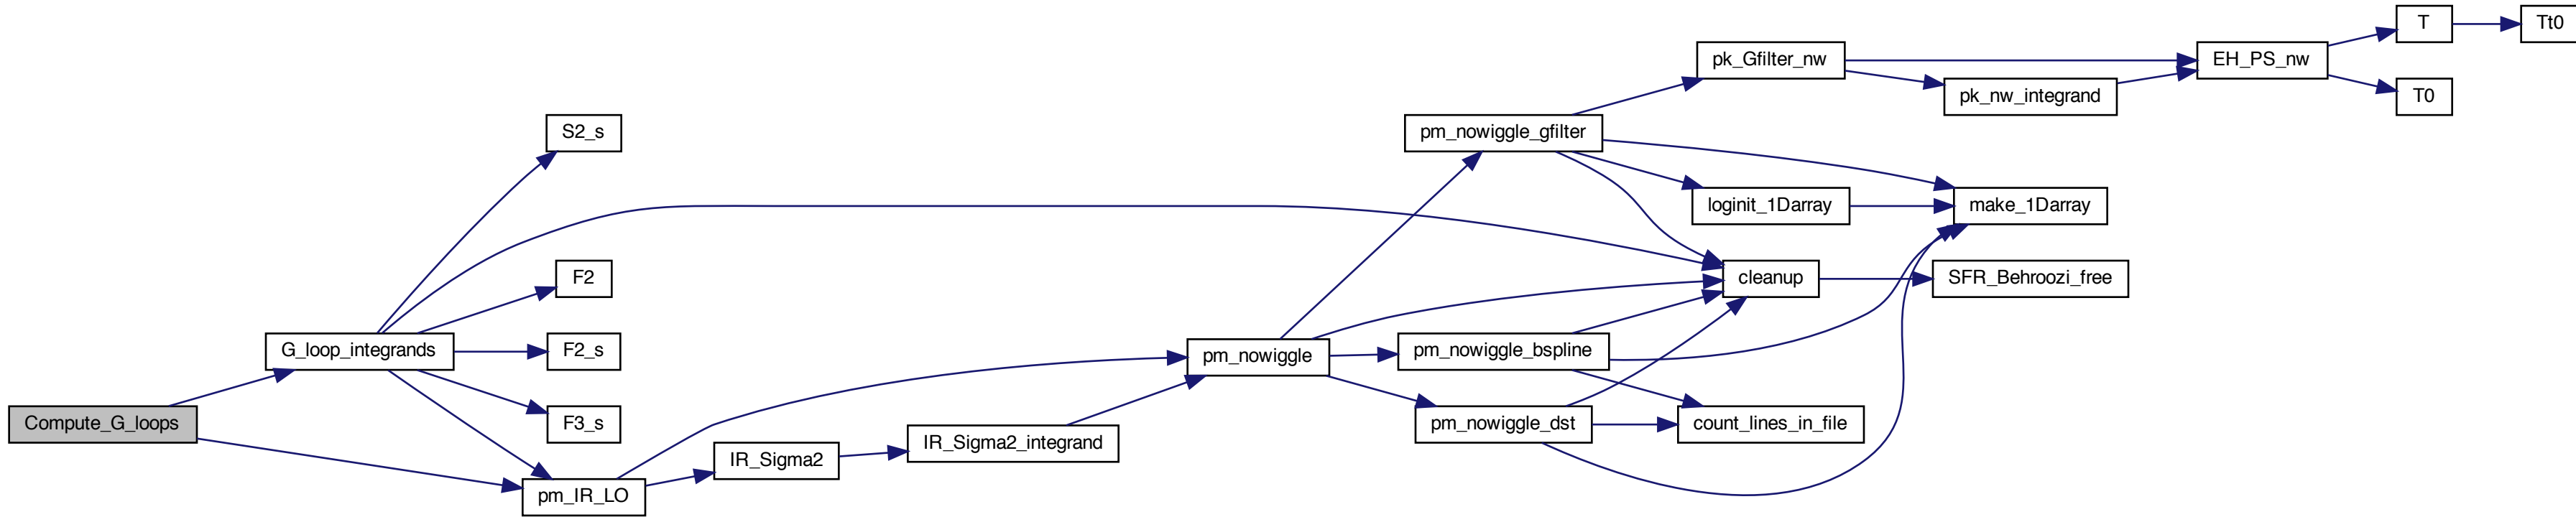 Compute_G_loops
G_loop_integrands
S2_s
F2
F2_s
F3_s
pm_IR_LO
IR_Sigma2
IR_Sigma2_integrand
pm_nowiggle
pm_nowiggle_gfilter
pm_nowiggle_bspline
pm_nowiggle_dst
pk_Gfilter_nw
loginit_1Darray
cleanup
count_lines_in_file
pk_nw_integrand
make_1Darray
SFR_Behroozi_free
EH_PS_nw
T
T0
Tt0